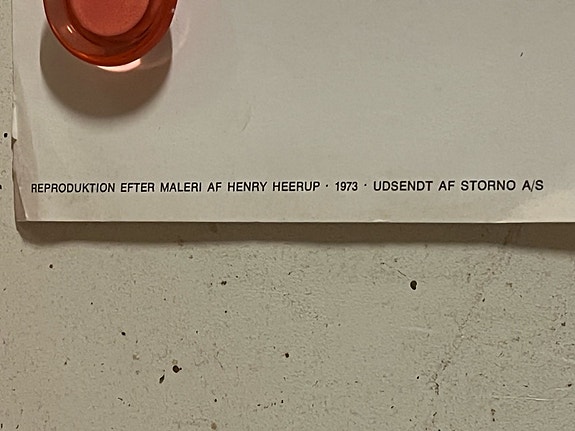 REPRODUKTION EFTER MALERI AF HENRY HEERUP · 1973 · UDSENDT AF STORNO A/S